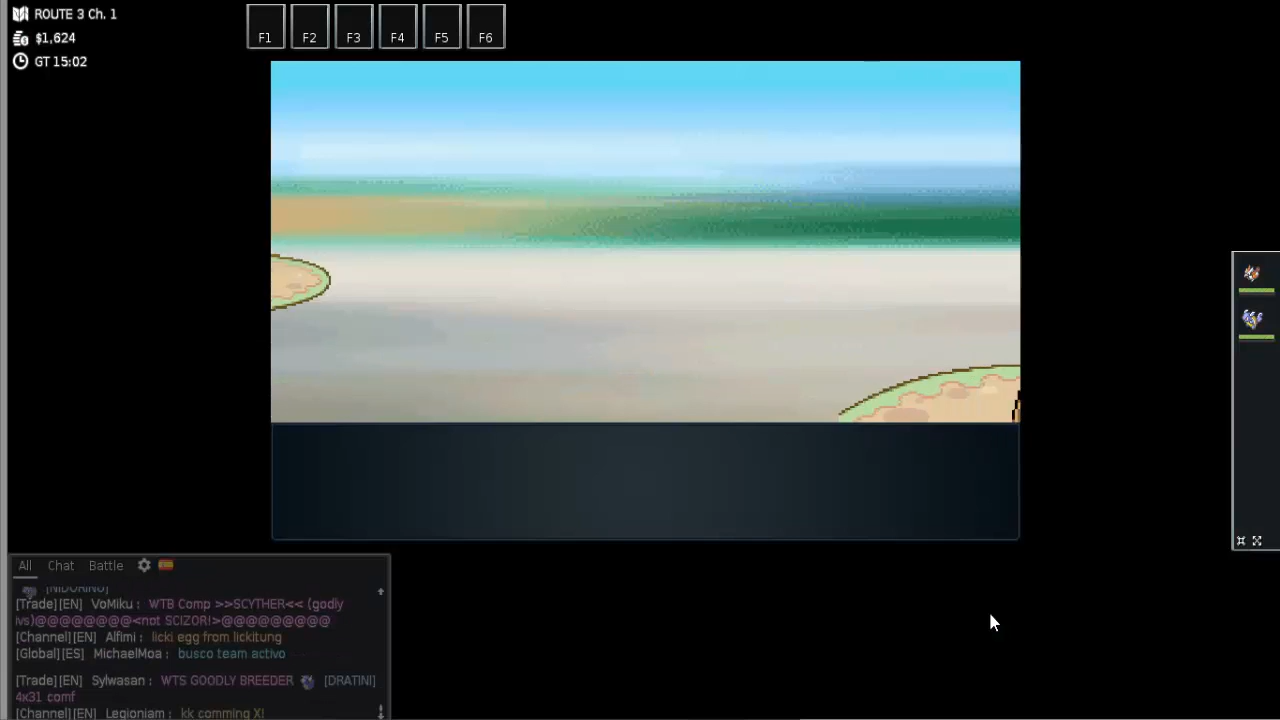 ROUTE 3 Ch. 1
$1,624
GT 15:02
F1 F2 F3 F4 F5 F6
All Chat Battle
[NIDORINO]
[Trade][EN] VoMiku : WTB Comp >>SCYTHER<< (godly
ivs)@@@@@@@@<not SCIZOR!>@@@@@@@@@
[Channel][EN] Alfimi : licki egg from lickitung
[Global][ES] MichaelMoa : busco team activo
[Trade][EN] Sylwasan : WTS GOODLY BREEDER [DRATINI]
4x31 comf
[Channel][EN] Legioniam : kk comming X!